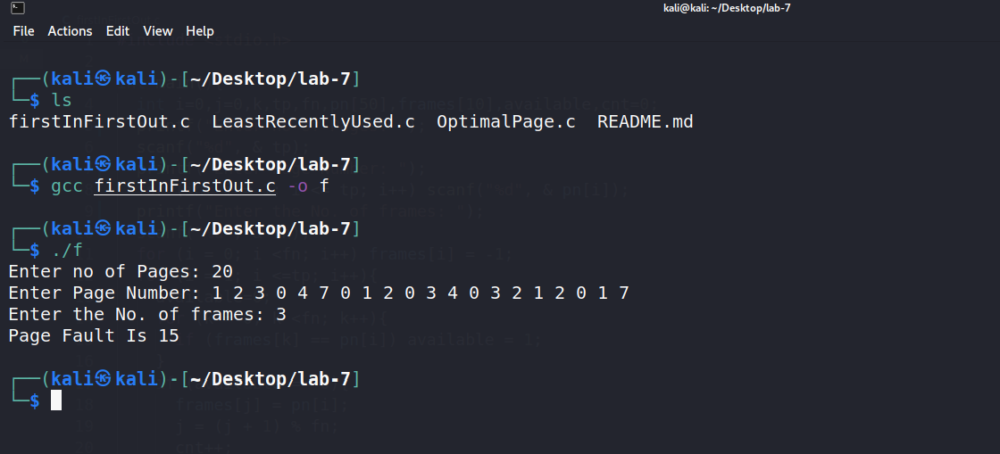 kali@kali: ~/Desktop/lab-7
File Actions Edit View Help
┌──(kali㉿kali)-[~/Desktop/lab-7]
└─$ ls
firstInFirstOut.c LeastRecentlyUsed.c OptimalPage.c README.md
┌──(kali㉿kali)-[~/Desktop/lab-7]
└─$ gcc firstInFirstOut.c -o f
┌──(kali㉿kali)-[~/Desktop/lab-7]
└─$ ./f
Enter no of Pages: 20
Enter Page Number: 1 2 3 0 4 7 0 1 2 0 3 4 0 3 2 1 2 0 1 7
Enter the No. of frames: 3
Page Fault Is 15
┌──(kali㉿kali)-[~/Desktop/lab-7]
└─$